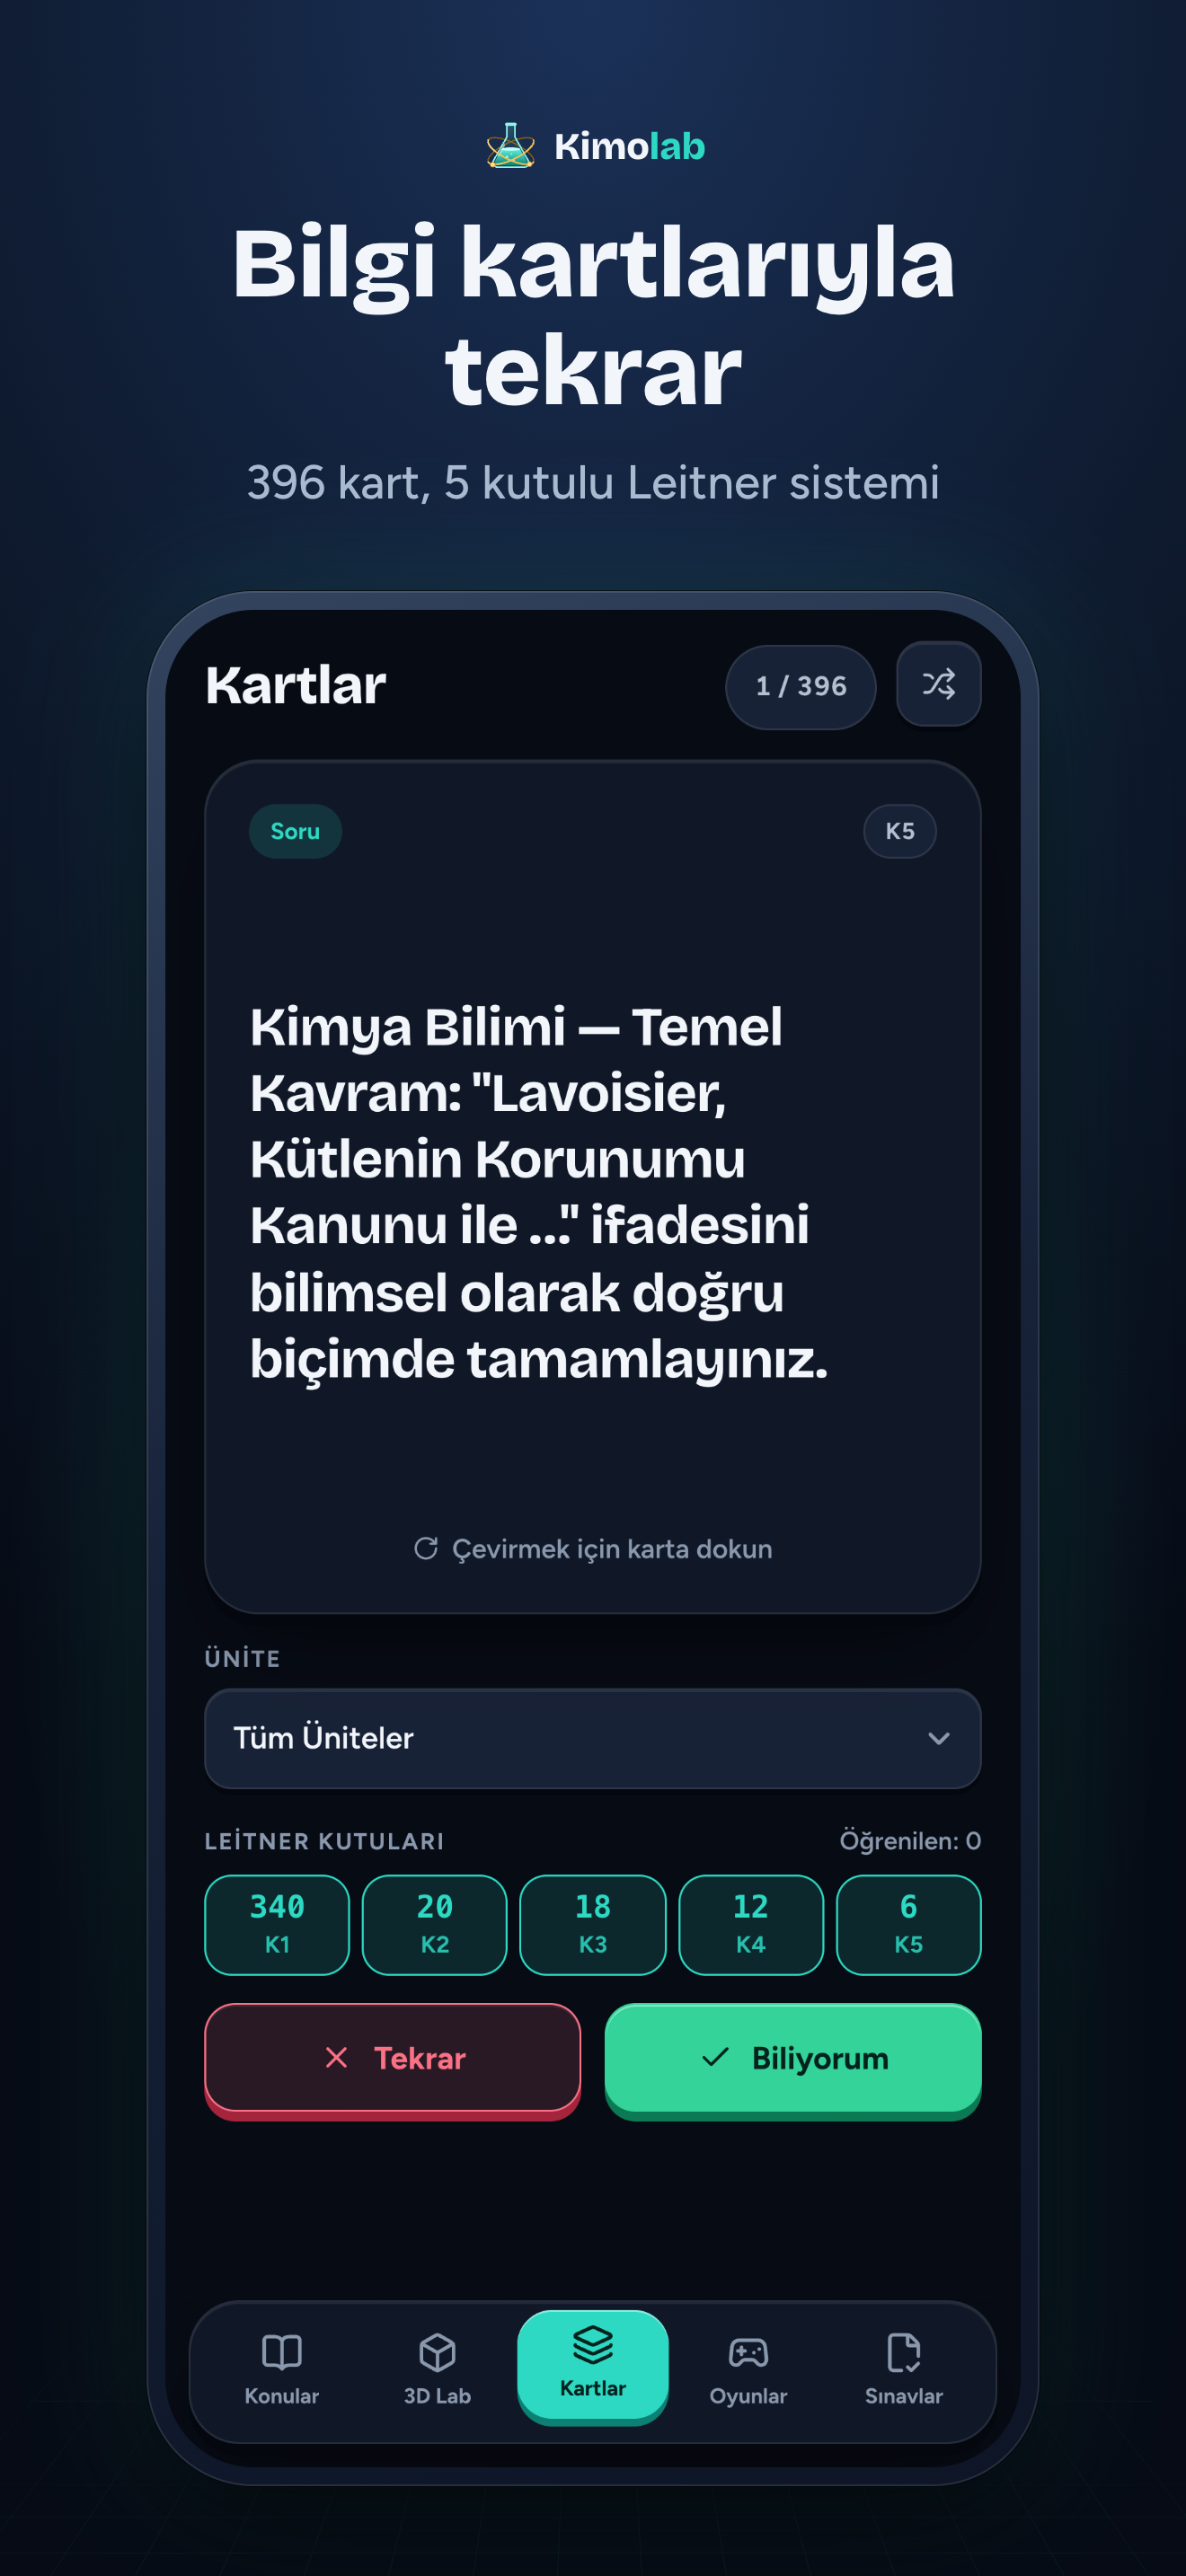 Kimolab
Bilgi kartlarıyla
tekrar
396 kart, 5 kutulu Leitner sistemi
Kartlar
1 / 396
Soru
K5
Kimya Bilimi — Temel
Kavram: "Lavoisier,
Kütlenin Korunumu
Kanunu ile ..." ifadesini
bilimsel olarak doğru
biçimde tamamlayınız.
Çevirmek için karta dokun
ÜNİTE
Tüm Üniteler
LEİTNER KUTULARI
Öğrenilen: 0
340
K1
20
K2
18
K3
12
K4
6
K5
Tekrar
Biliyorum
Konular
3D Lab
Kartlar
Oyunlar
Sınavlar